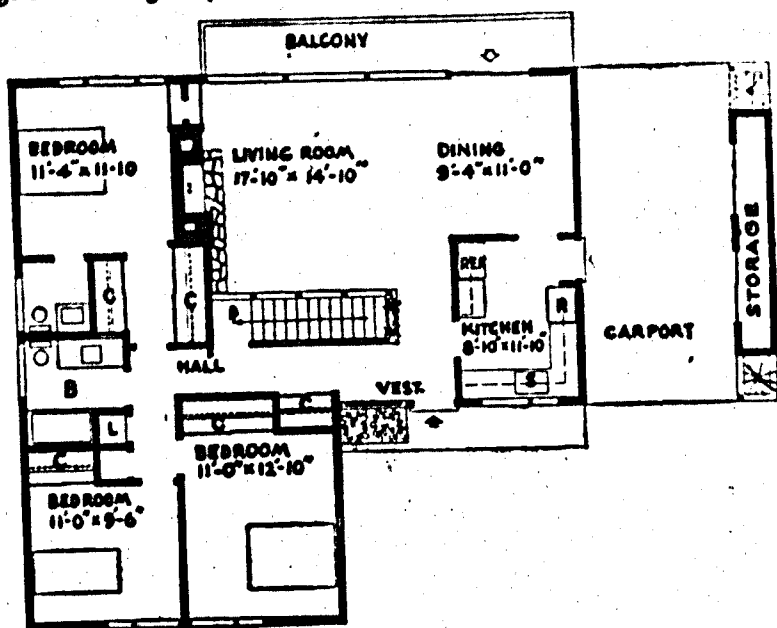 BALCONY
BEDROOM
11'-4" x 11-10
LIVING ROOM
17'-10" x 14'-10"
DINING
9'-4" x 11'-0"
REF
C
C
R
STORAGE
KITCHEN
8'-10" x 11'-10"
CARPORT
HALL
S
B
VEST.
L
C
C
C
BEDROOM
11'-0" x 12'-10"
BEDROOM
11'-0" x 9'-6"